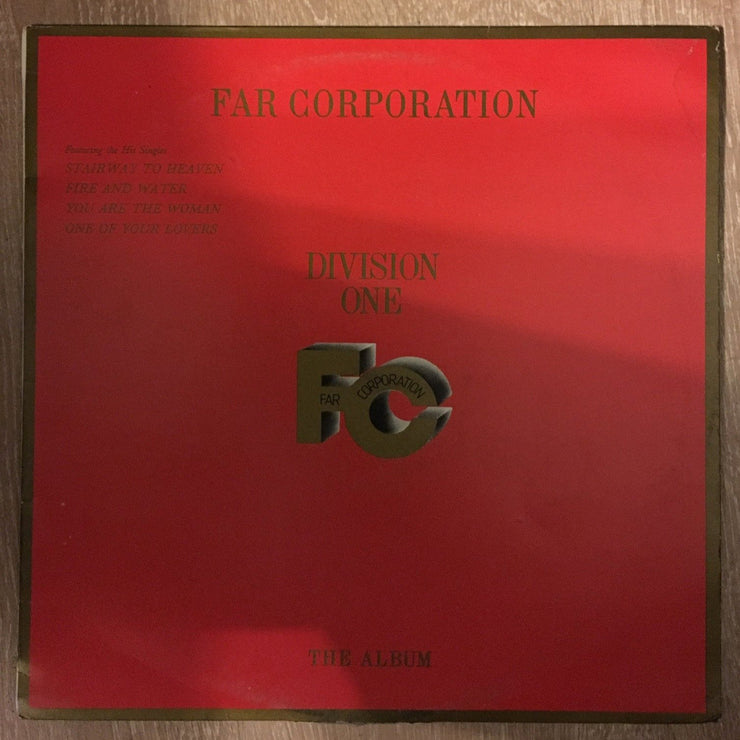 FAR CORPORATION
Featuring the Hit Singles
STAIRWAY TO HEAVEN
FIRE AND WATER
YOU ARE THE WOMAN
ONE OF YOUR LOVERS
DIVISION
ONE
FC
FAR CORPORATION
THE ALBUM